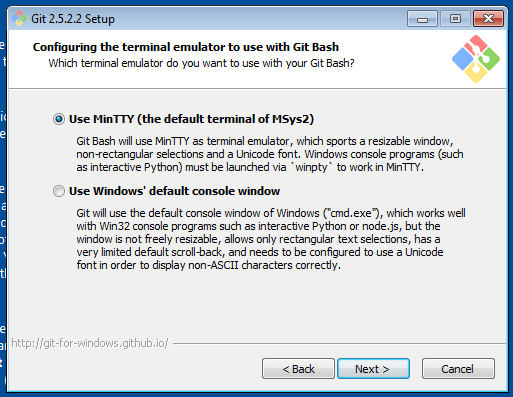 Git 2.5.2.2 Setup
Configuring the terminal emulator to use with Git Bash
Which terminal emulator do you want to use with your Git Bash?
Use MinTTY (the default terminal of MSys2)
Git Bash will use MinTTY as terminal emulator, which sports a resizable window,
non-rectangular selections and a Unicode font. Windows console programs (such
as interactive Python) must be launched via `winpty` to work in MinTTY.
Use Windows' default console window
Git will use the default console window of Windows ("cmd.exe"), which works well
with Win32 console programs such as interactive Python or node.js, but the
window is not freely resizable, allows only rectangular text selections, has a
very limited default scroll-back, and needs to be configured to use a Unicode
font in order to display non-ASCII characters correctly.
http://git-for-windows.github.io/
< Back
Next >
Cancel